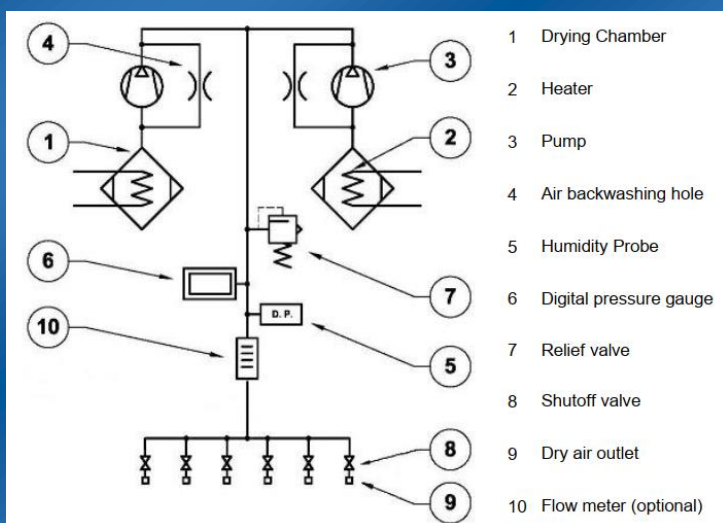 4
3
1
2
6
7
D. P.
10
5
8
9
1 Drying Chamber
2 Heater
3 Pump
4 Air backwashing hole
5 Humidity Probe
6 Digital pressure gauge
7 Relief valve
8 Shutoff valve
9 Dry air outlet
10 Flow meter (optional)